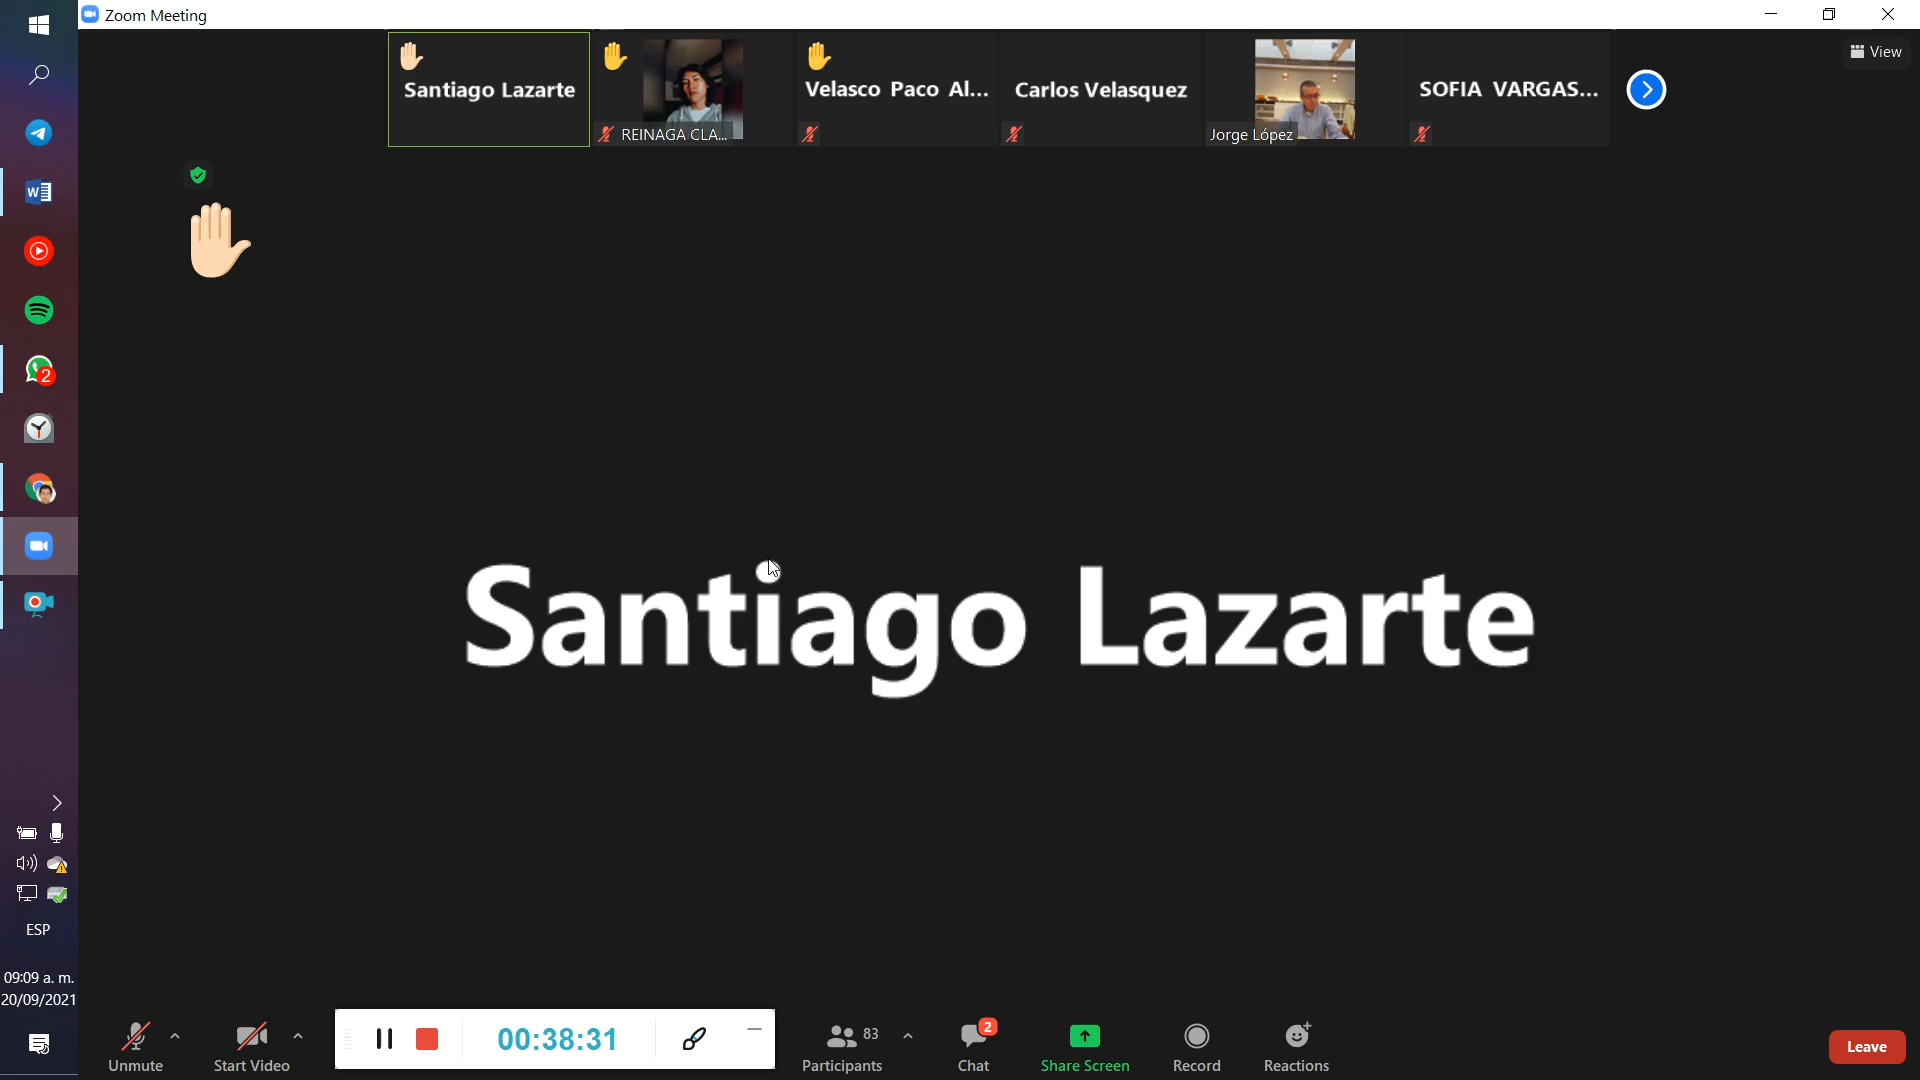 Zoom Meeting
View
Santiago Lazarte
REINAGA CLA...
Velasco Paco Al...
Carlos Velasquez
Jorge López
SOFIA VARGAS...
2
Santiago Lazarte
ESP
09:09 a. m.
20/09/2021
Unmute
Start Video
00:38:31
83
Participants
2
Chat
Share Screen
Record
Reactions
Leave